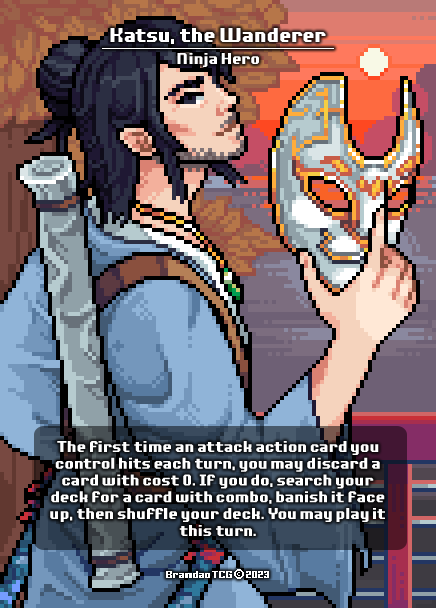 Katsu, the Wanderer
Ninja Hero
The first time an attack action card you
control hits each turn, you may discard a
card with cost 0. If you do, search your
deck for a card with combo, banish it face
up, then shuffle your deck. You may play it
this turn.
Brandao TCG©2023